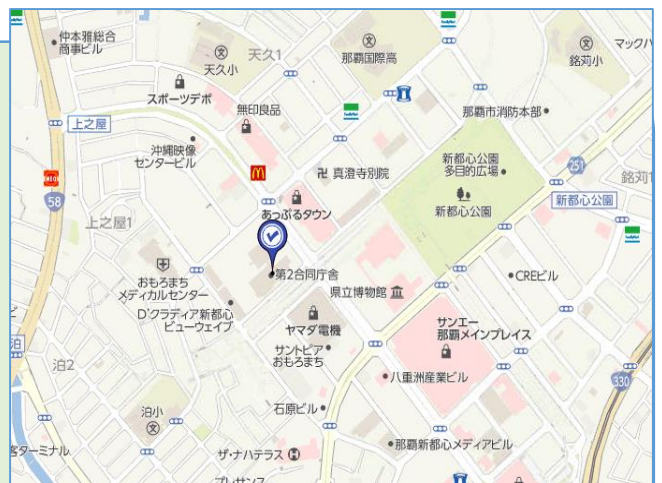 仲本雅総合
商事ビル
天久小
天久1
那覇国際高
銘苅小
マックハ
スポーツデポ
無印良品
那覇市消防本部
上之屋
沖縄映像
センタービル
真澄寺別院
新都心公園
多目的広場
251
銘苅1
新都心公園
新都心公園
58
ENEOS
上之屋1
あっぷるタウン
第2合同庁舎
おもろまち
メディカルセンター
県立博物館
CREビル
D'クラディア新都心
ビューウェイブ
ヤマダ電機
サンエー
那覇メインプレイス
サントピア
おもろまち
泊
泊2
八重洲産業ビル
330
泊小
石原ビル
客ターミナル
ザ・ナハテラス
那覇新都心メディアビル
プレサンス